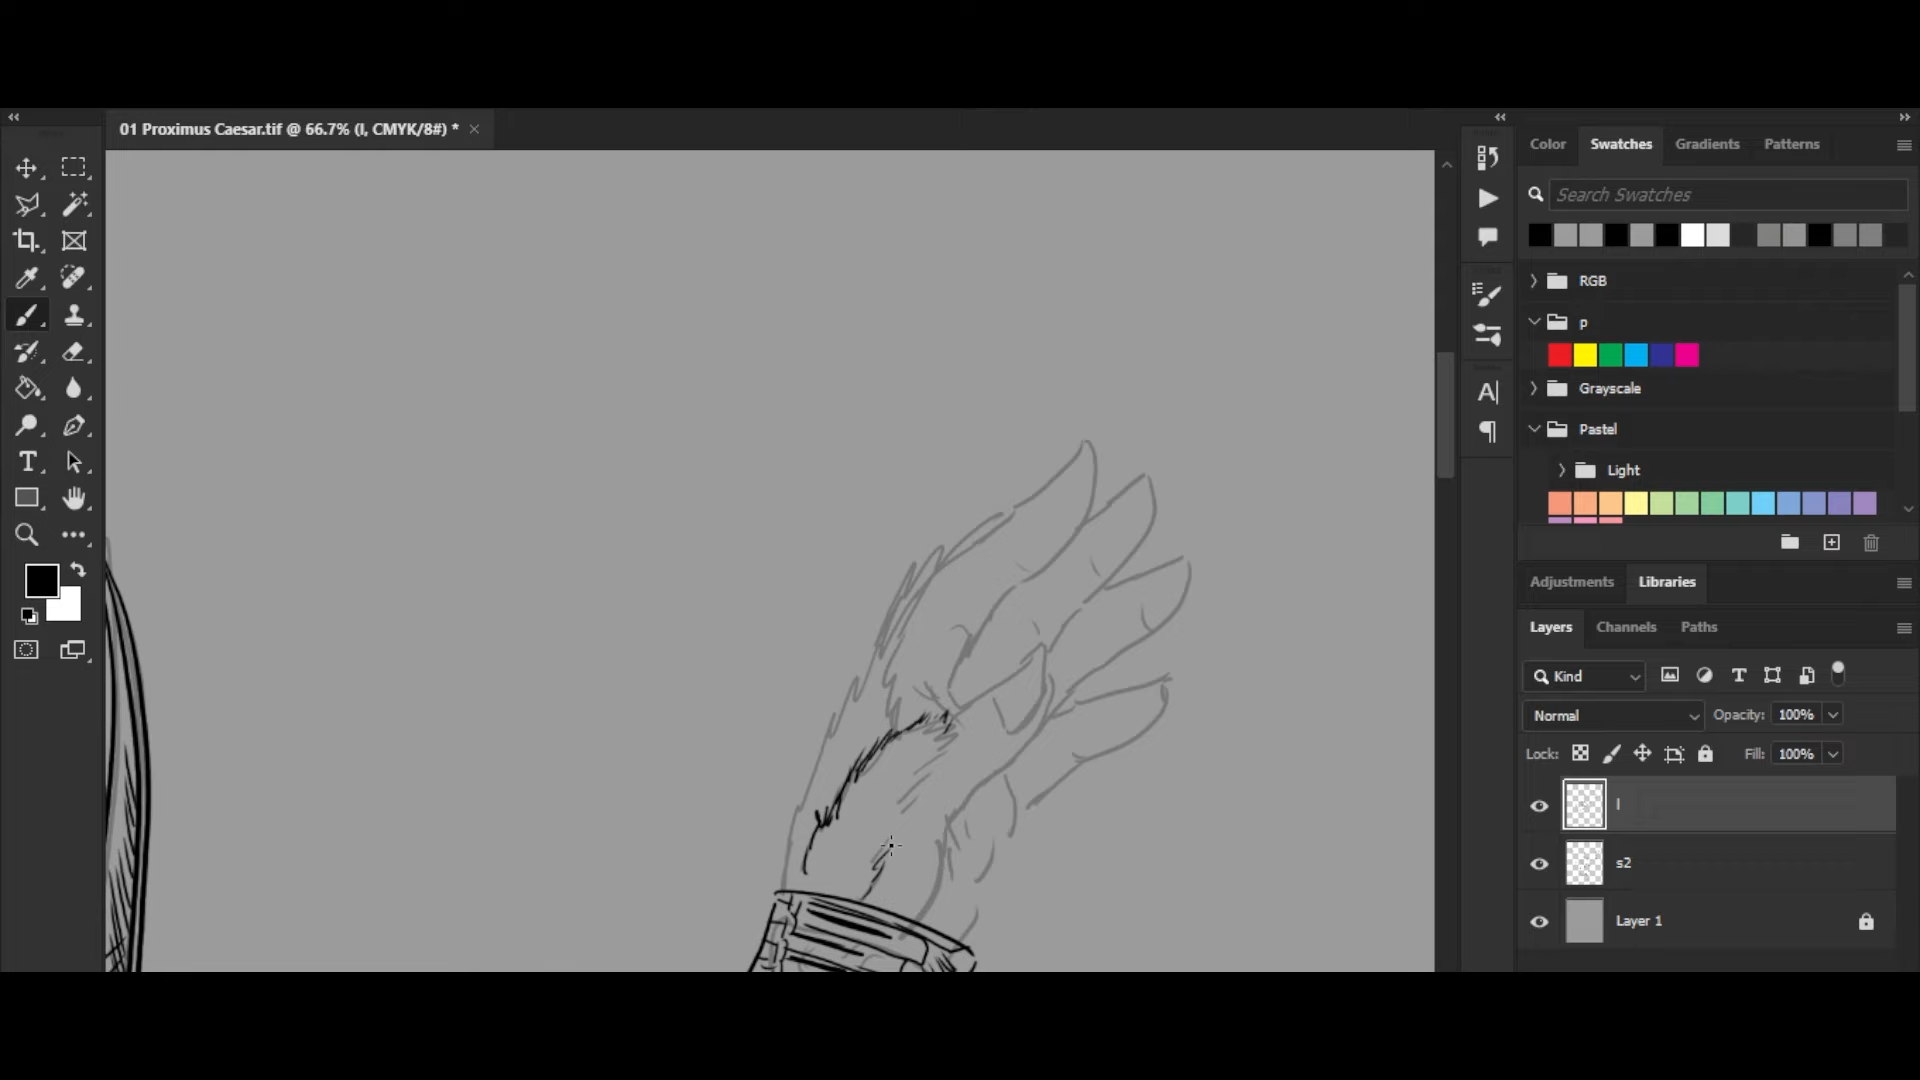 01 Proximus Caesar.tif @ 66.7% (l, CMYK/8#) * ×
Color Swatches Gradients Patterns
Search Swatches
RGB
p
Grayscale
Pastel
Light
Adjustments Libraries
Layers Channels Paths
Kind
Normal Opacity: 100%
Lock: Fill: 100%
l
s2
Layer 1